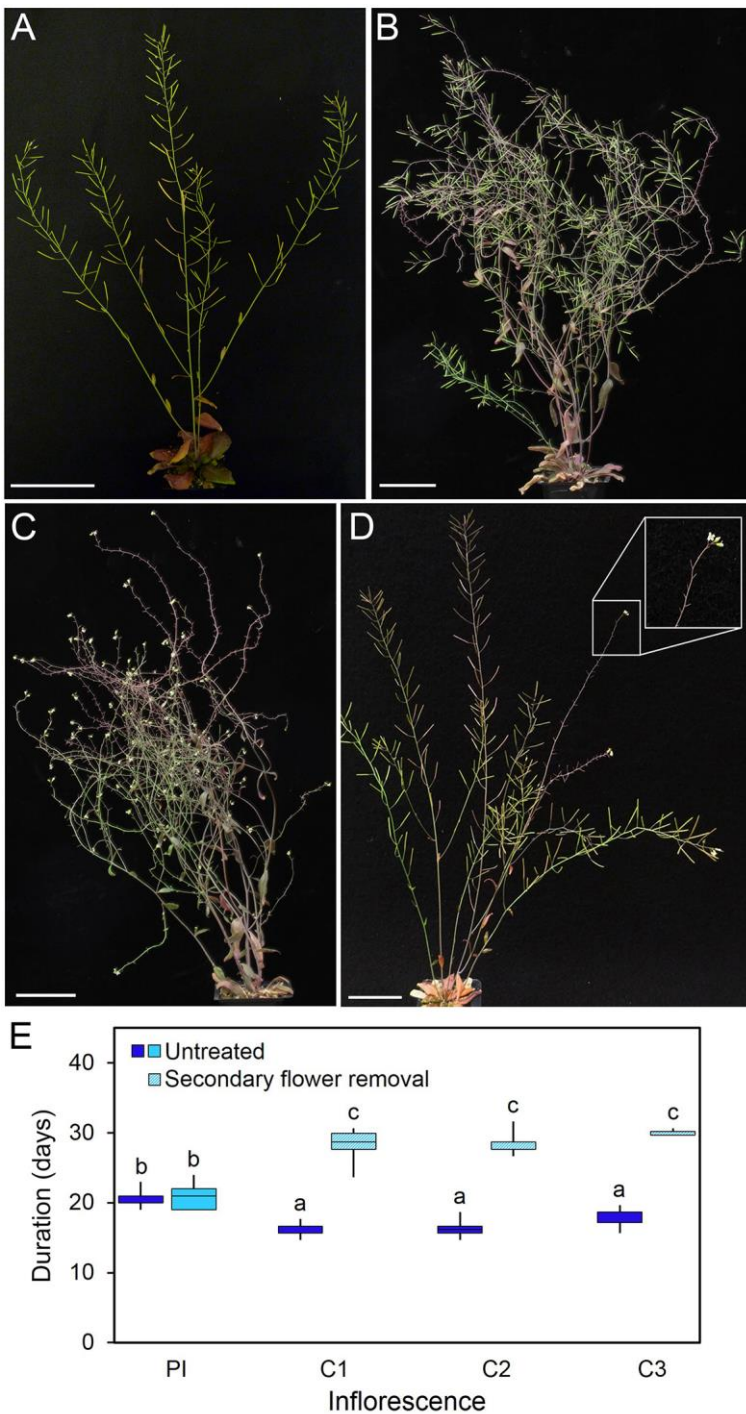 A
B
C
D
E
40
30
20
10
0
Duration (days)
Untreated
Secondary flower removal
b
b
a
c
a
c
a
c
PI
C1
C2
C3
Inflorescence